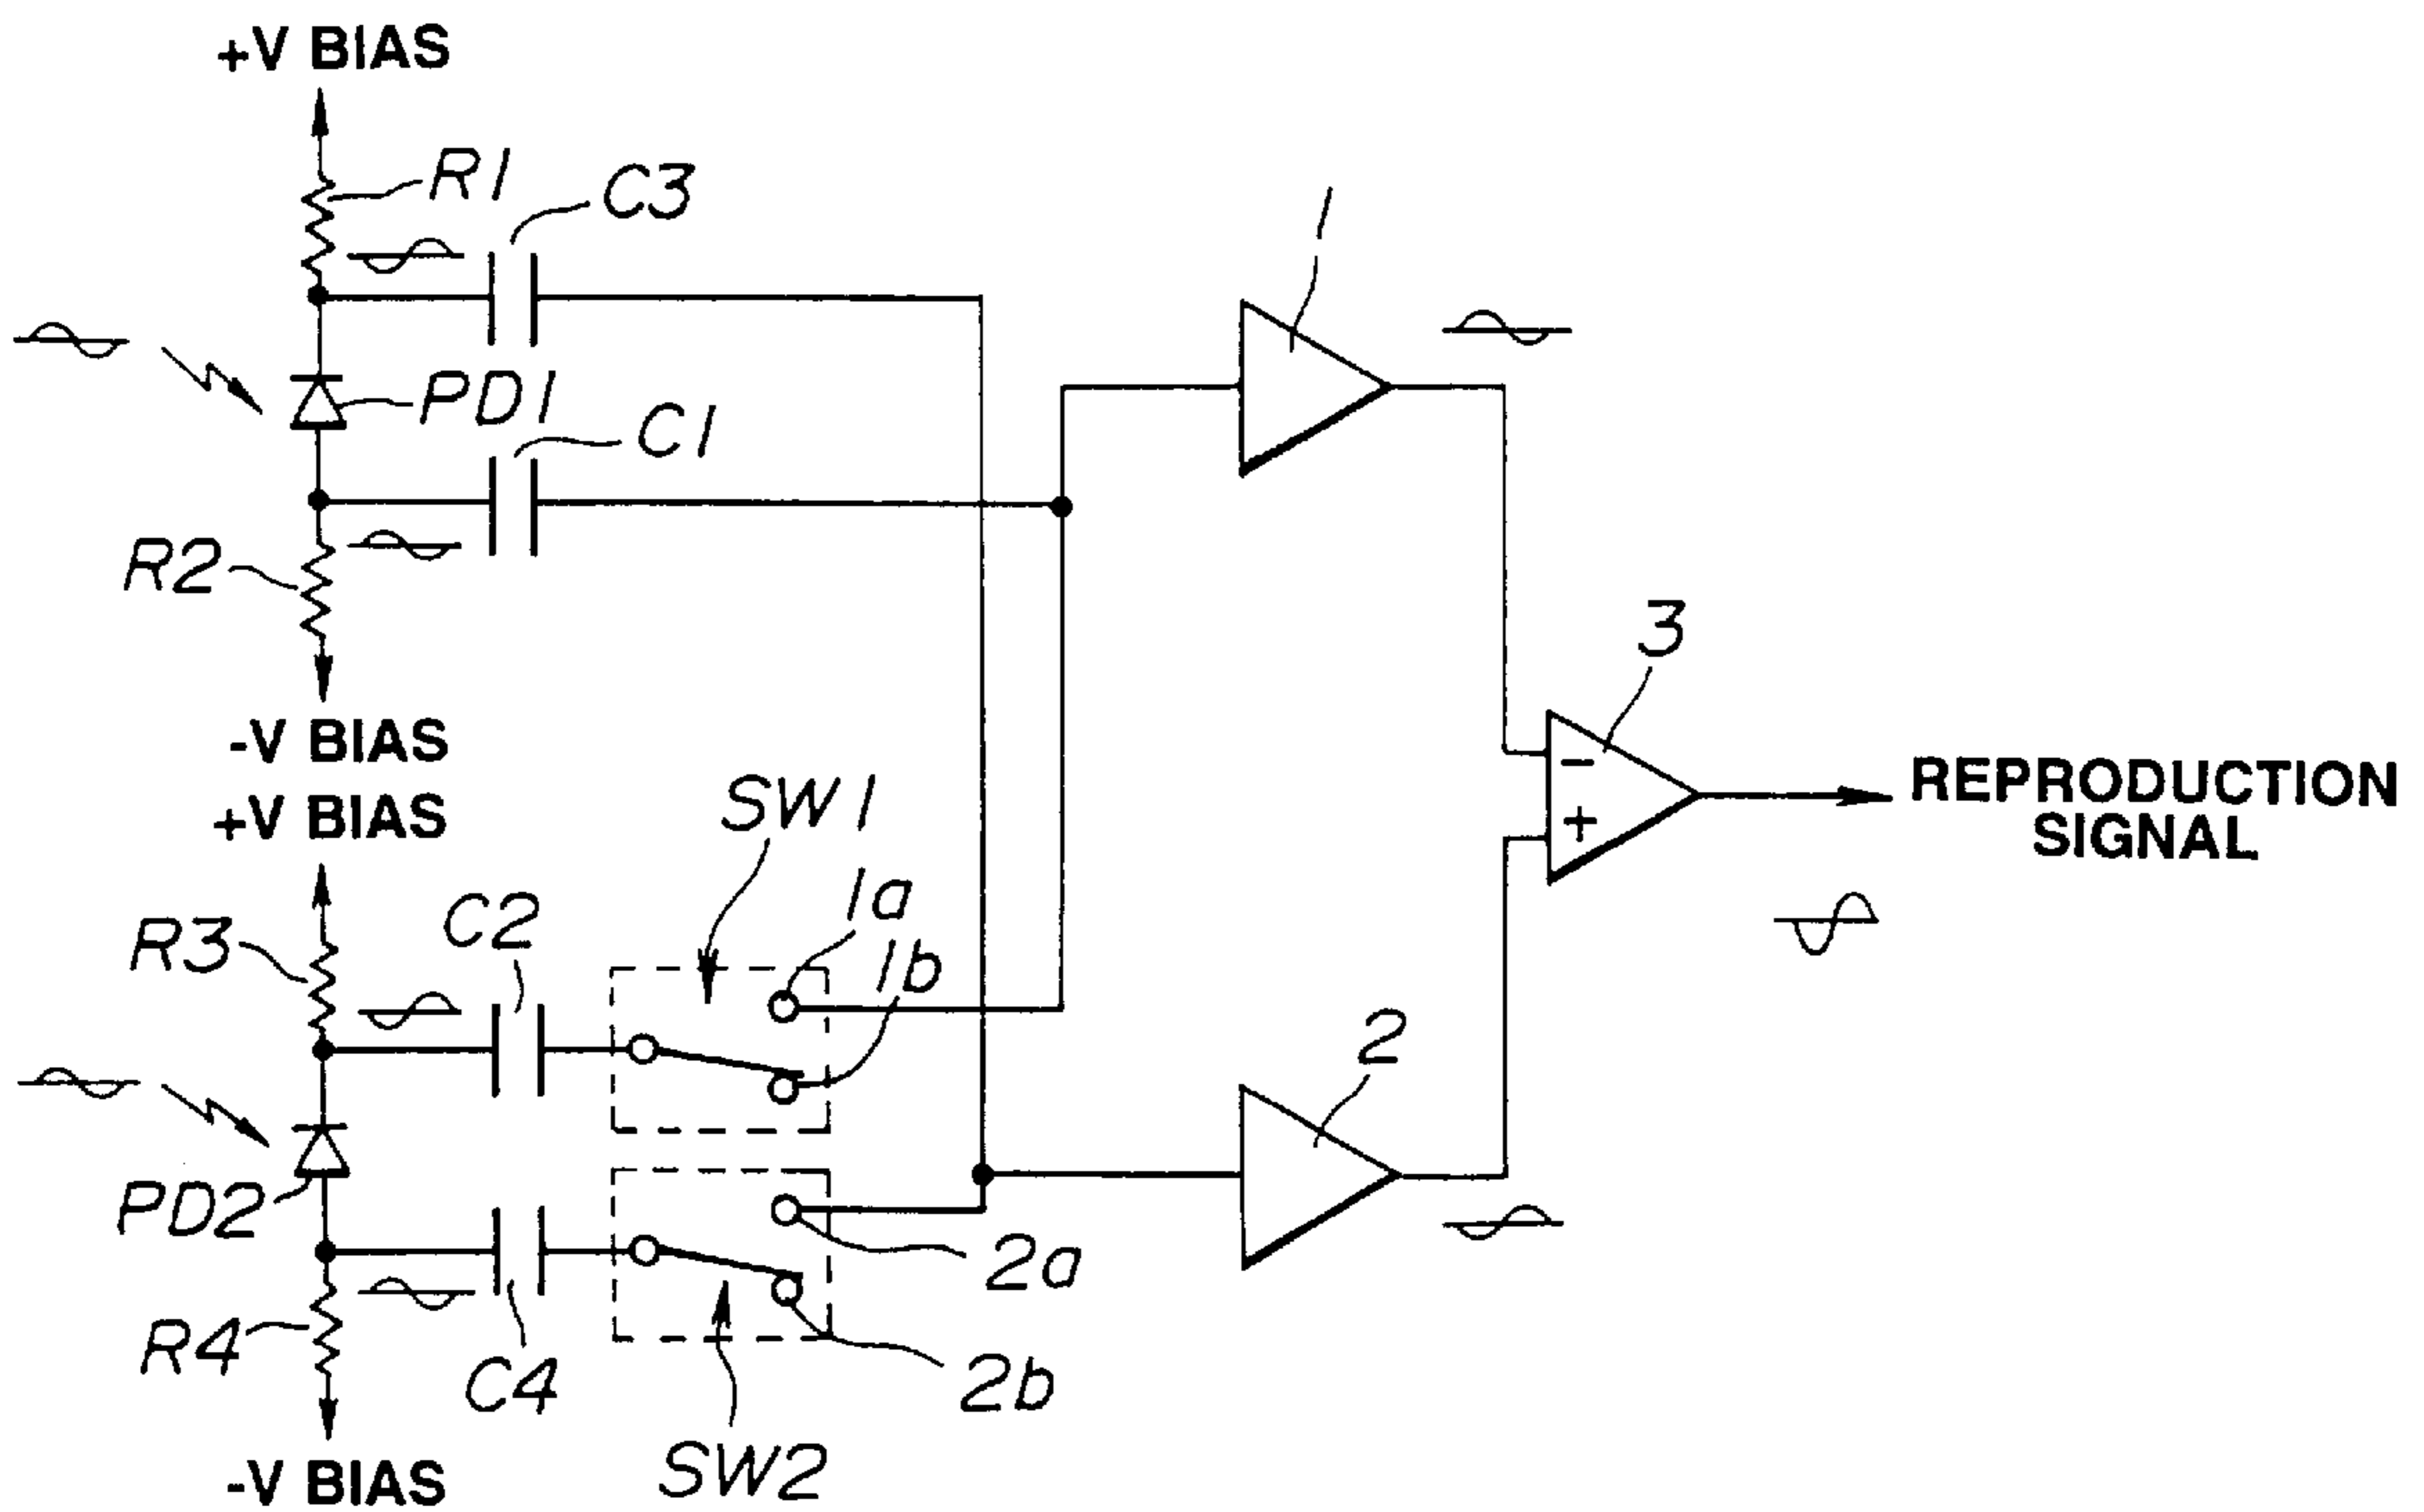 +V BIAS
R1
C3
1
PD1
C1
R2
3
-V BIAS
+V BIAS
SW1
REPRODUCTION
SIGNAL
-
+
1a
C2
R3
1b
2
PD2
2a
R4
C4
2b
SW2
-V BIAS